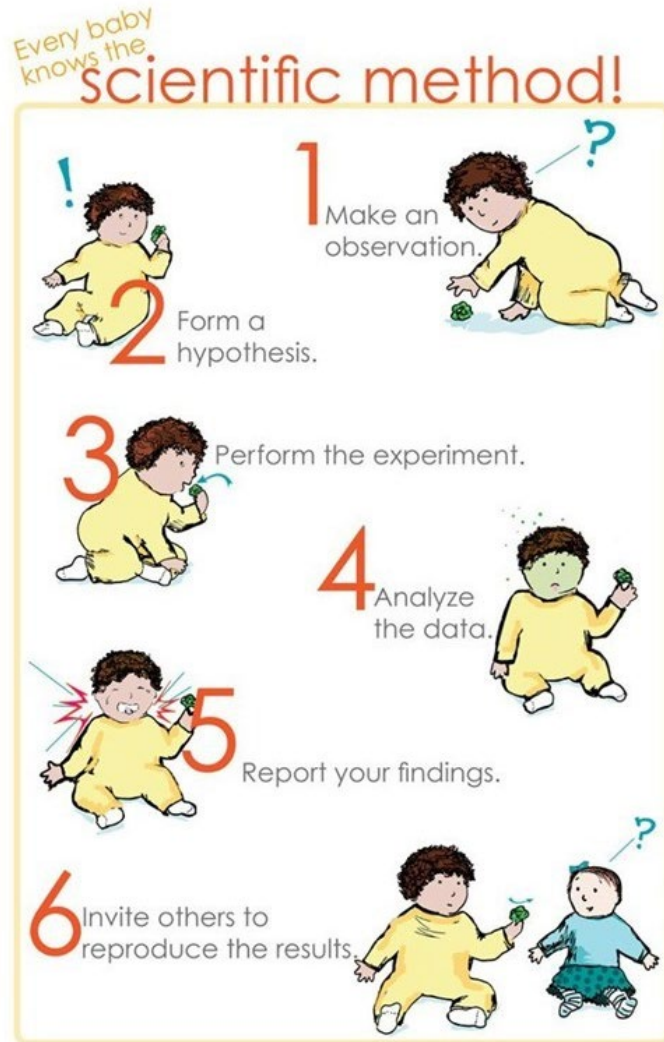 Every baby
knows the
scientific method!
?
1
Make an
observation.
!
2
Form a
hypothesis.
3
Perform the experiment.
4
Analyze
the data.
5
Report your findings.
?
6
Invite others to
reproduce the results.